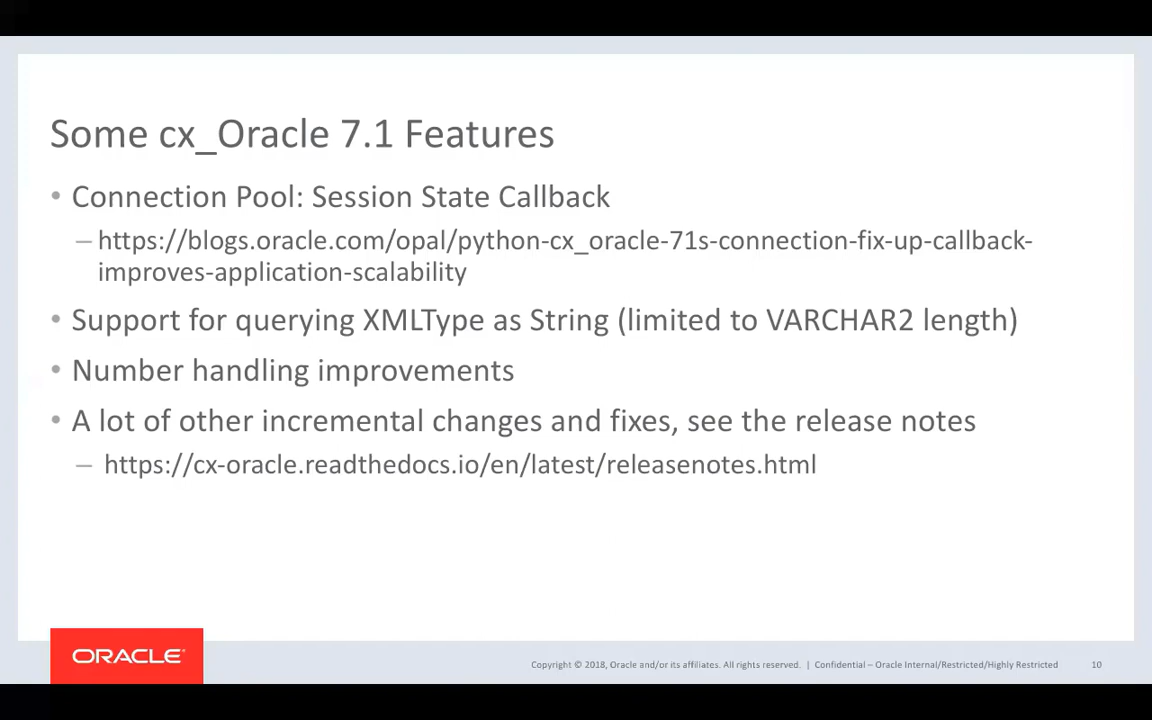 Some cx_Oracle 7.1 Features
• Connection Pool: Session State Callback
– https://blogs.oracle.com/opal/python-cx_oracle-71s-connection-fix-up-callback-
improves-application-scalability
• Support for querying XMLType as String (limited to VARCHAR2 length)
• Number handling improvements
• A lot of other incremental changes and fixes, see the release notes
– https://cx-oracle.readthedocs.io/en/latest/releasenotes.html
ORACLE®
Copyright © 2018, Oracle and/or its affiliates. All rights reserved. | Confidential – Oracle Internal/Restricted/Highly Restricted 10